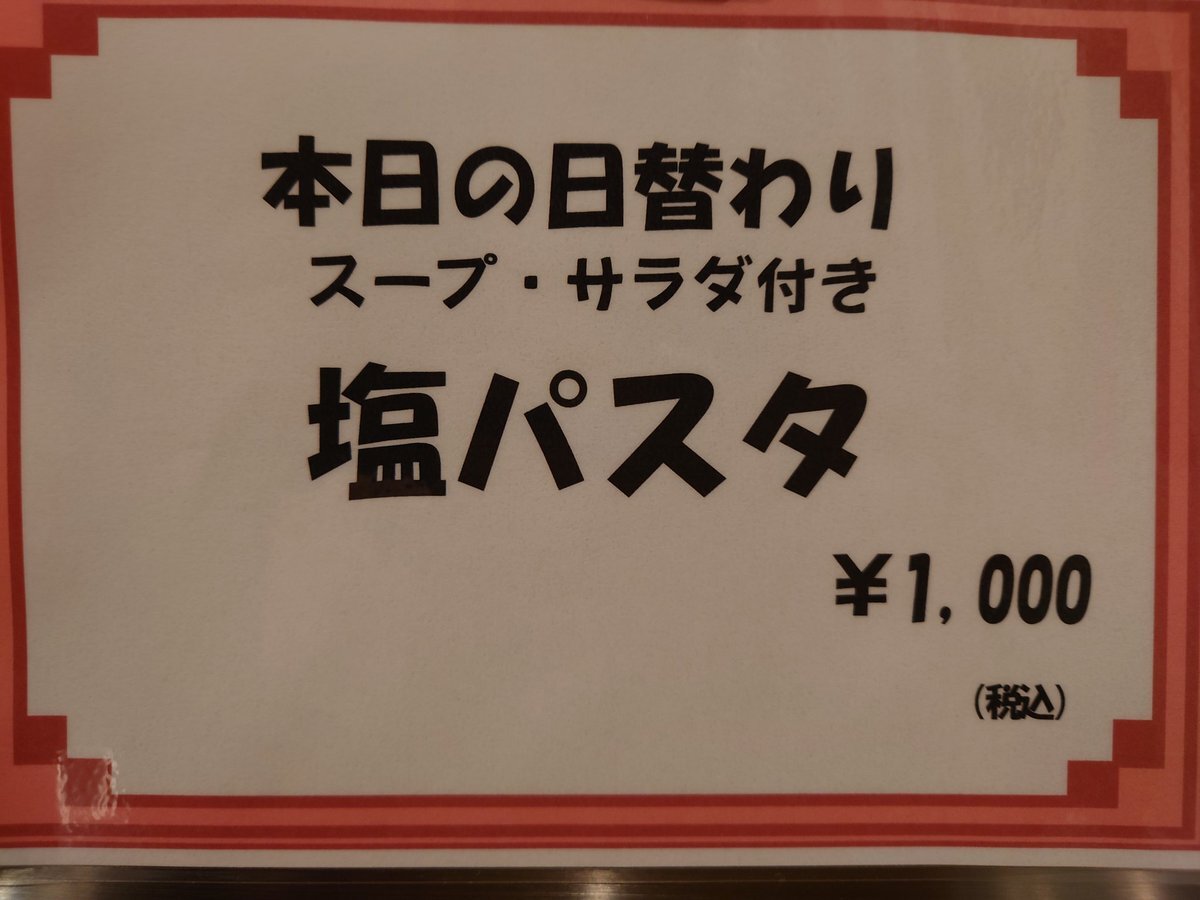 本日の日替わり
スープ・サラダ付き
塩パスタ
¥1,000
(税込)